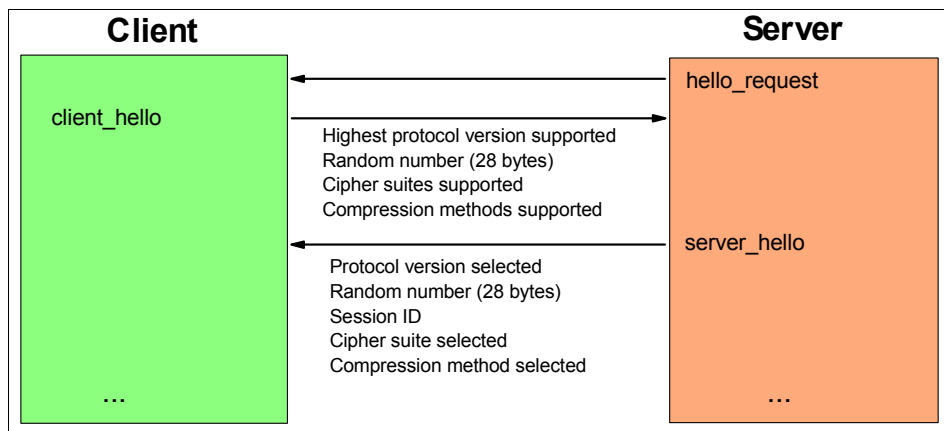 Client
Server
hello_request
client_hello
Highest protocol version supported
Random number (28 bytes)
Cipher suites supported
Compression methods supported
server_hello
Protocol version selected
Random number (28 bytes)
Session ID
Cipher suite selected
Compression method selected
...
...